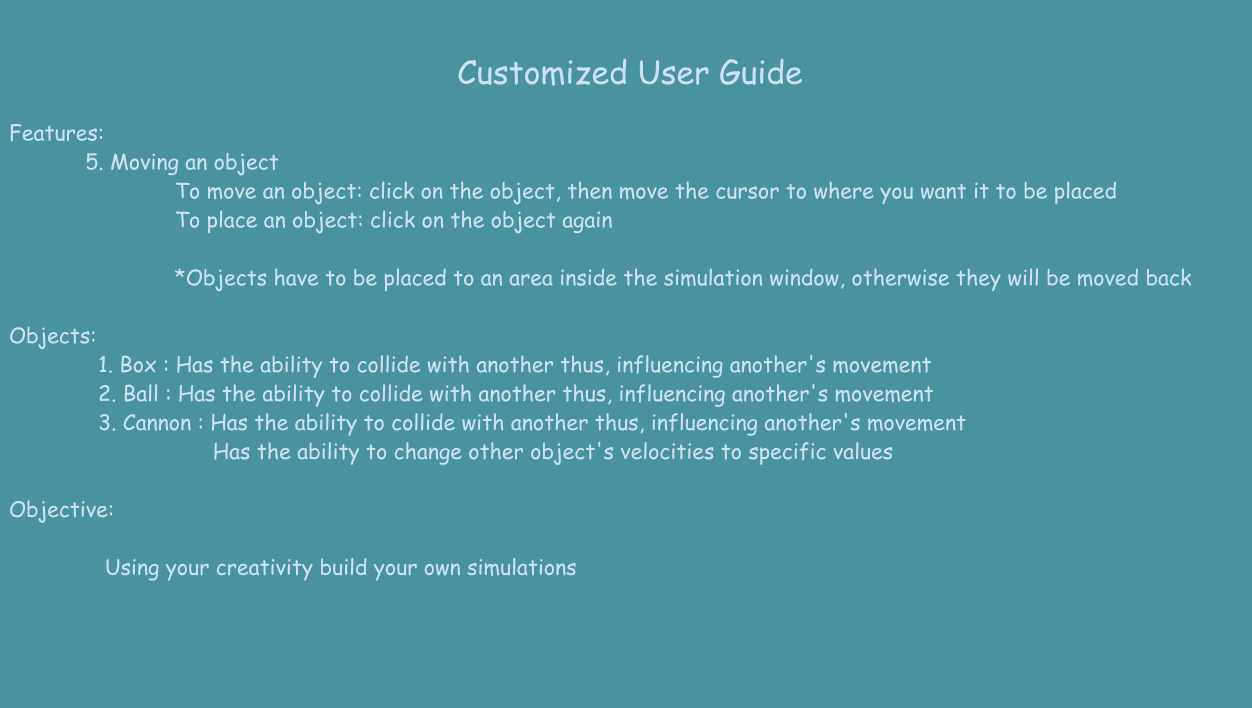 Customized User Guide
Features:
5. Moving an object
To move an object: click on the object, then move the cursor to where you want it to be placed
To place an object: click on the object again
*Objects have to be placed to an area inside the simulation window, otherwise they will be moved back
Objects:
1. Box : Has the ability to collide with another thus, influencing another's movement
2. Ball : Has the ability to collide with another thus, influencing another's movement
3. Cannon : Has the ability to collide with another thus, influencing another's movement
Has the ability to change other object's velocities to specific values
Objective:
Using your creativity build your own simulations